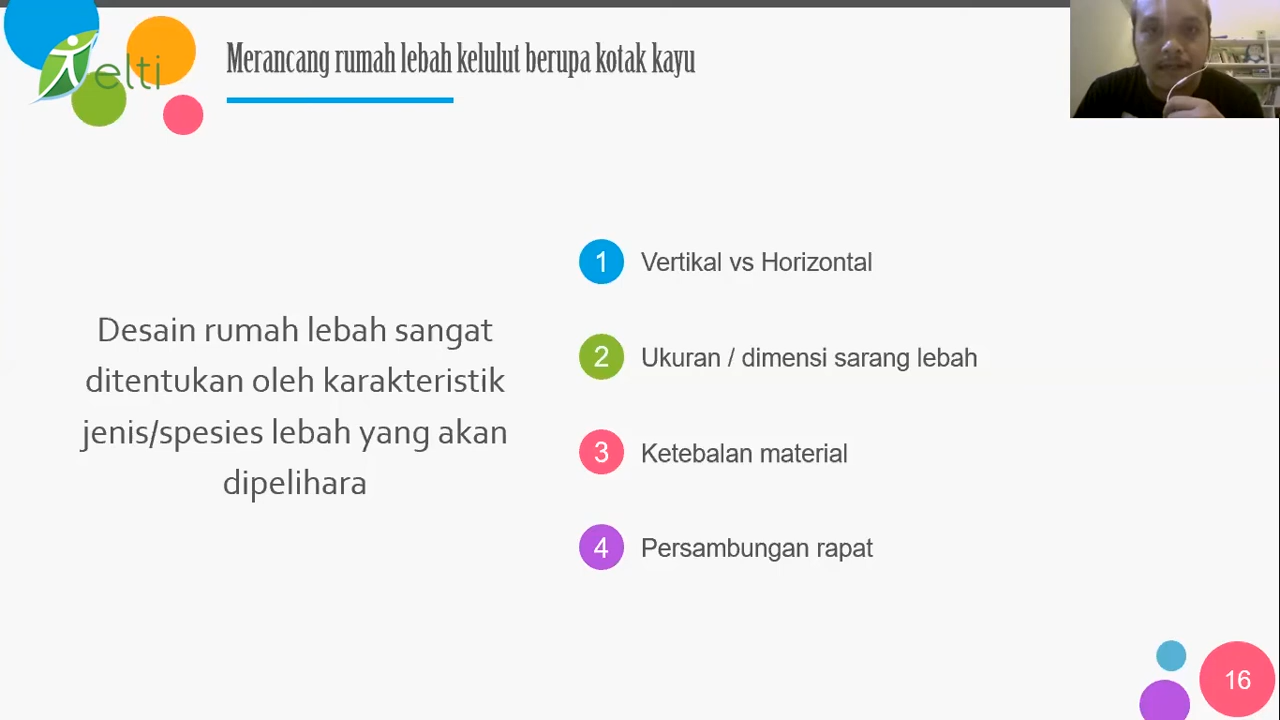 elti
Merancang rumah lebah kelulut berupa kotak kayu
Desain rumah lebah sangat
ditentukan oleh karakteristik
jenis/spesies lebah yang akan
dipelihara
1 Vertikal vs Horizontal
2 Ukuran / dimensi sarang lebah
3 Ketebalan material
4 Persambungan rapat
16